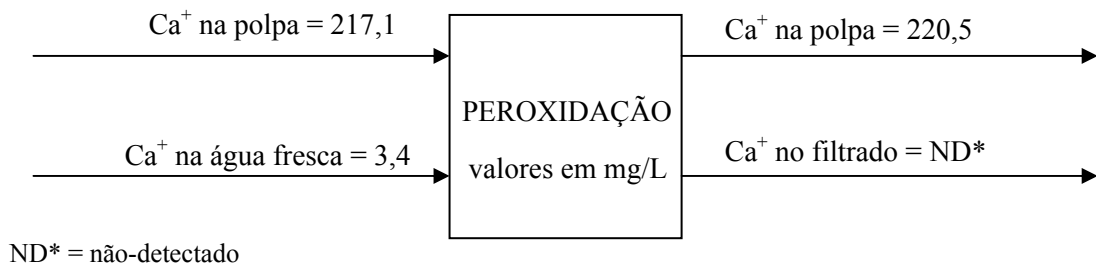 Ca⁺ na polpa = 217,1
Ca⁺ na água fresca = 3,4
PEROXIDAÇÃO
valores em mg/L
Ca⁺ na polpa = 220,5
Ca⁺ no filtrado = ND*
ND* = não-detectado